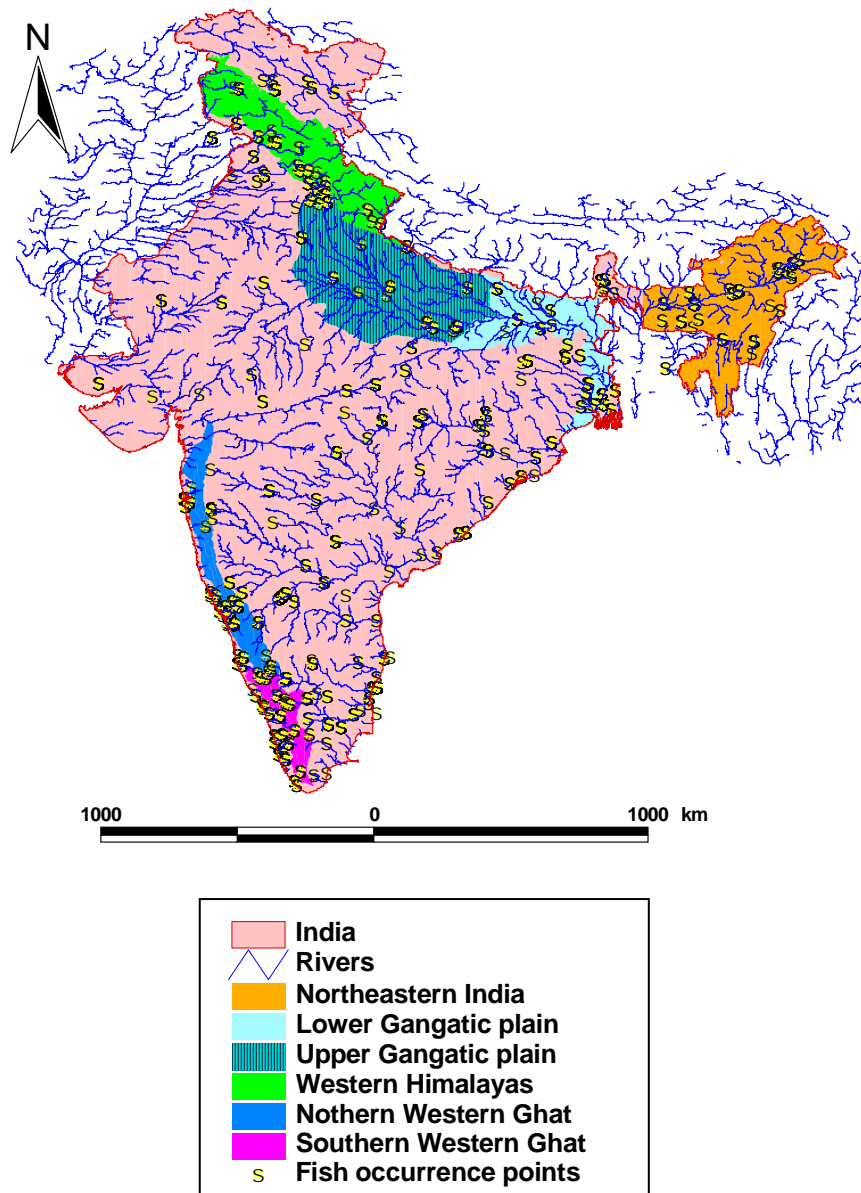 N
1000 0 1000 km
India
Rivers
Northeastern India
Lower Gangatic plain
Upper Gangatic plain
Western Himalayas
Nothern Western Ghat
Southern Western Ghat
S Fish occurrence points